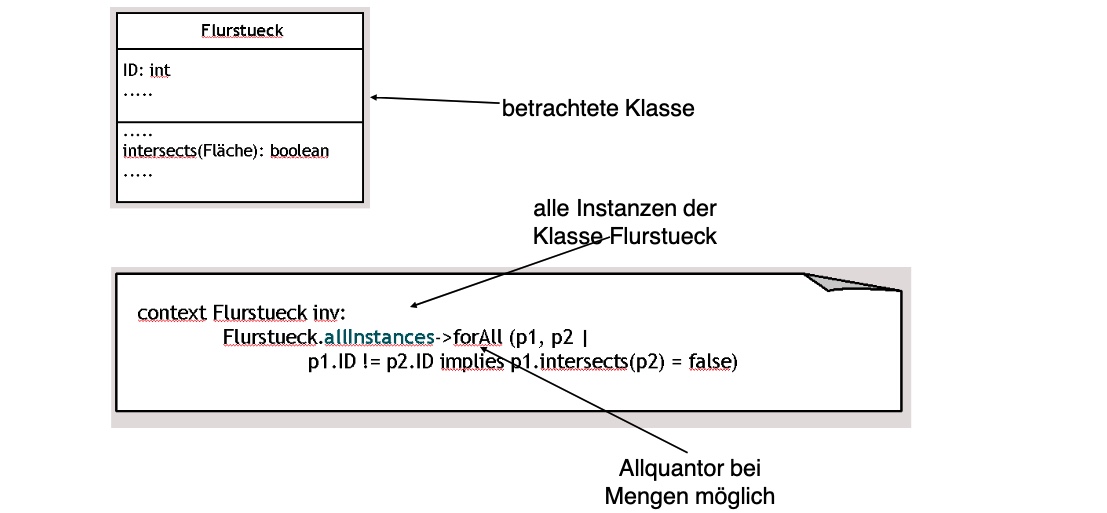 Flurstueck
ID: int
.....
.....
intersects(Fläche): boolean
.....
betrachtete Klasse
alle Instanzen der
Klasse Flurstueck
context Flurstueck inv:
Flurstueck.allInstances->forAll (p1, p2 |
p1.ID != p2.ID implies p1.intersects(p2) = false)
Allquantor bei
Mengen möglich